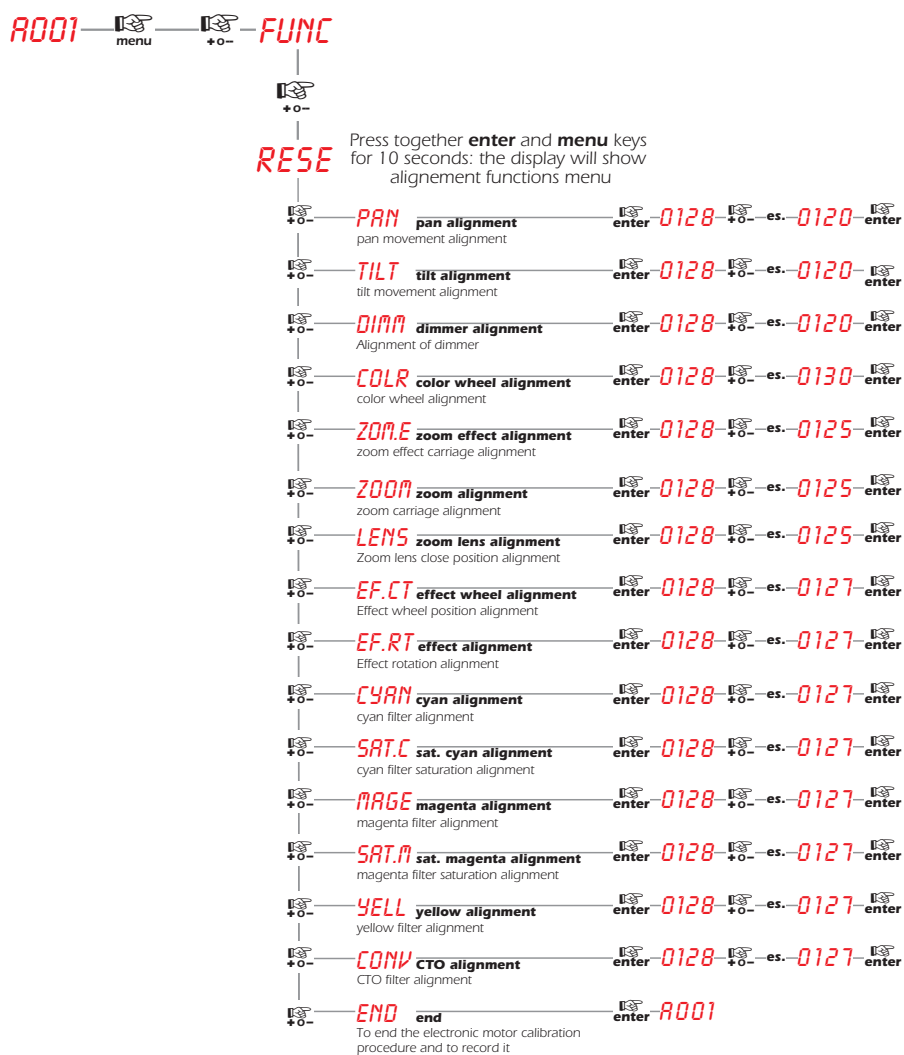 A001 menu +o- FUNC
+o-
RESE Press together enter and menu keys
for 10 seconds: the display will show
alignement functions menu
+o- PAN pan alignment enter 0128 +o- es. 0120 enter
pan movement alignment
+o- TILT tilt alignment enter 0128 +o- es. 0120 enter
tilt movement alignment
+o- DIMM dimmer alignment enter 0128 +o- es. 0120 enter
Alignment of dimmer
+o- COLR color wheel alignment enter 0128 +o- es. 0130 enter
color wheel alignment
+o- ZOM.E zoom effect alignment enter 0128 +o- es. 0125 enter
zoom effect carriage alignment
+o- ZOOM zoom alignment enter 0128 +o- es. 0125 enter
zoom carriage alignment
+o- LENS zoom lens alignment enter 0128 +o- es. 0125 enter
Zoom lens close position alignment
+o- EF.CT effect wheel alignment enter 0128 +o- es. 0127 enter
Effect wheel position alignment
+o- EF.RT effect alignment enter 0128 +o- es. 0127 enter
Effect rotation alignment
+o- CYAN cyan alignment enter 0128 +o- es. 0127 enter
cyan filter alignment
+o- SAT.C sat. cyan alignment enter 0128 +o- es. 0127 enter
cyan filter saturation alignment
+o- MAGE magenta alignment enter 0128 +o- es. 0127 enter
magenta filter alignment
+o- SAT.M sat. magenta alignment enter 0128 +o- es. 0127 enter
magenta filter saturation alignment
+o- YELL yellow alignment enter 0128 +o- es. 0127 enter
yellow filter alignment
+o- CONV CTO alignment enter 0128 +o- es. 0127 enter
CTO filter alignment
+o- END end enter A001
To end the electronic motor calibration
procedure and to record it